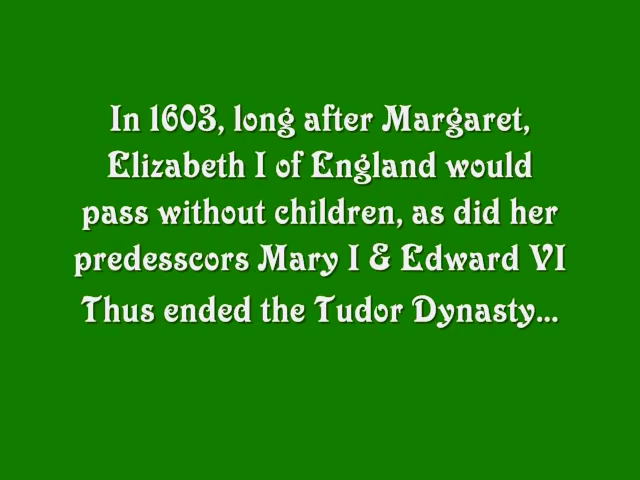 In 1603, long after Margaret,
Elizabeth I of England would
pass without children, as did her
predesscors Mary I & Edward VI
Thus ended the Tudor Dynasty...